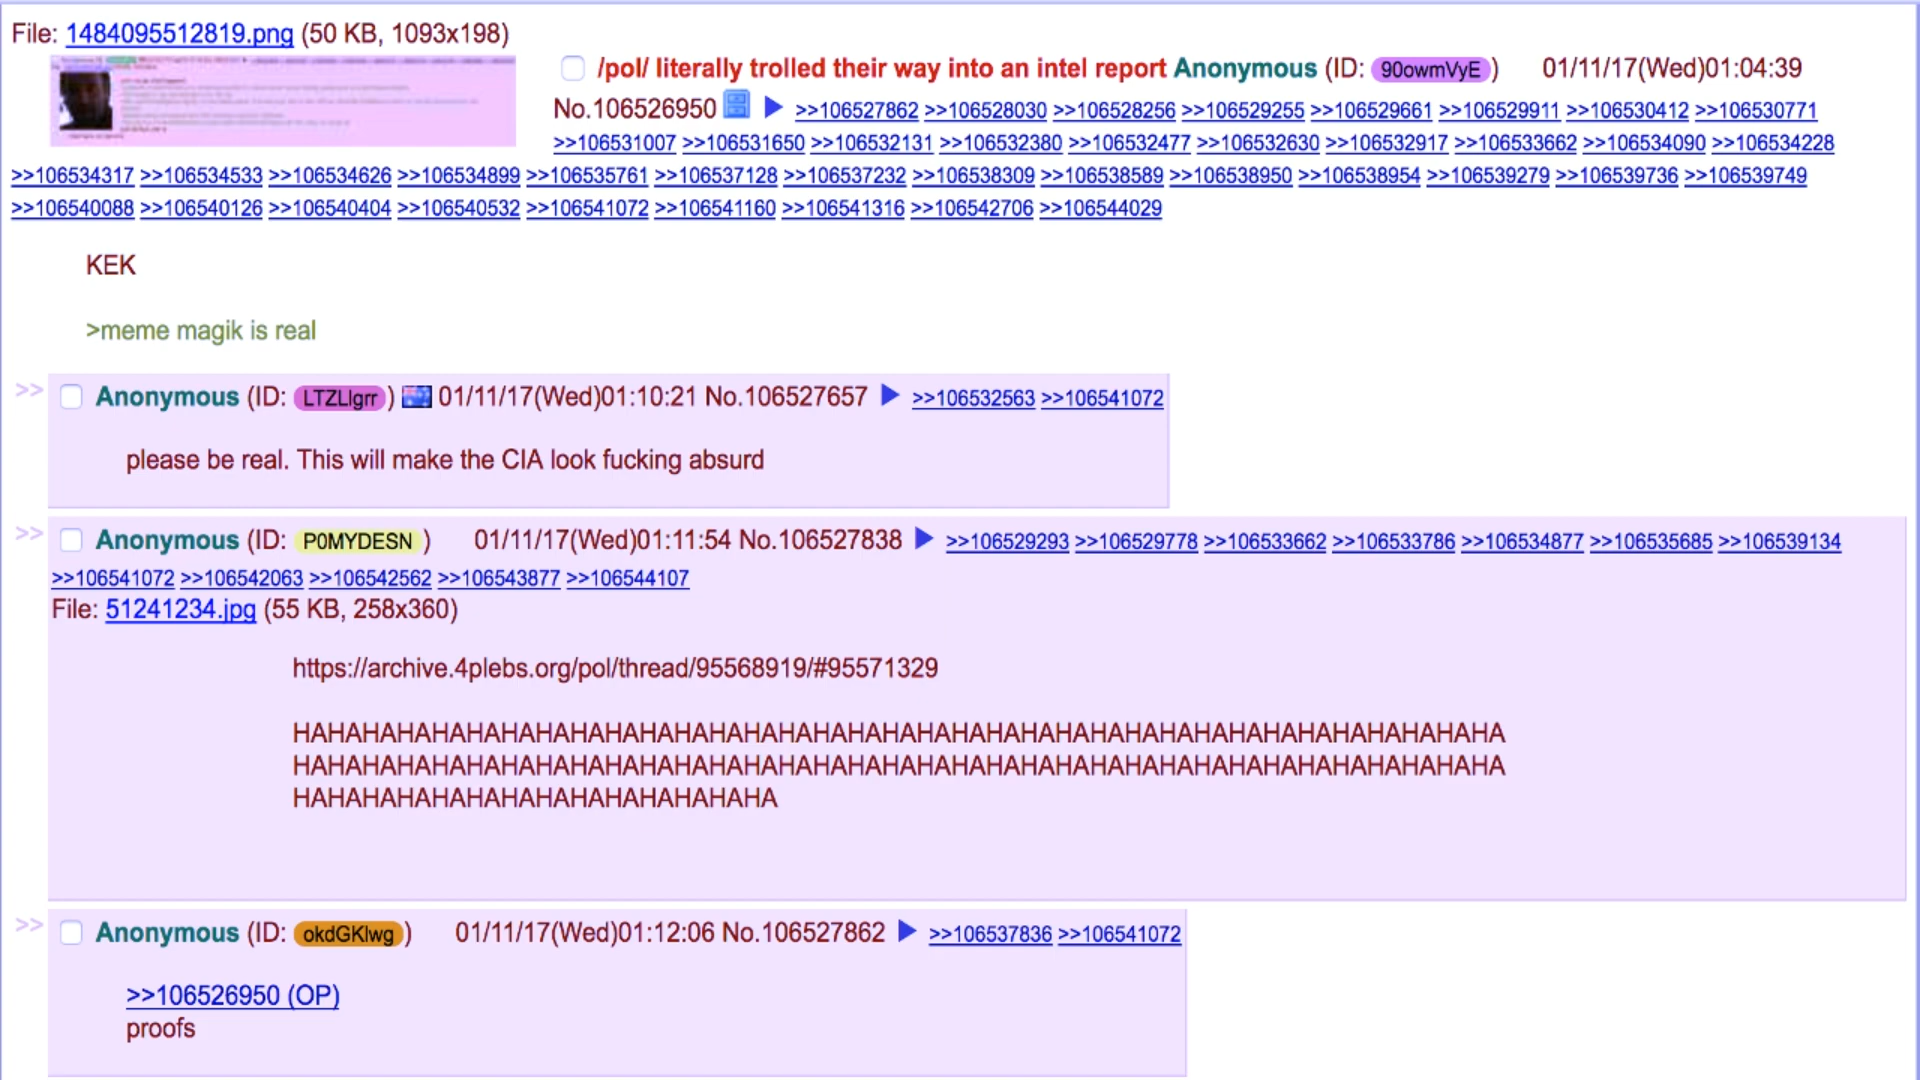 File: 1484095512819.png (50 KB, 1093x198)
/pol/ literally trolled their way into an intel report Anonymous (ID: 90owmVyE) 01/11/17(Wed)01:04:39
No.106526950 >>106527862 >>106528030 >>106528256 >>106529255 >>106529661 >>106529911 >>106530412 >>106530771
>>106531007 >>106531650 >>106532131 >>106532380 >>106532477 >>106532630 >>106532917 >>106533662 >>106534090 >>106534228
>>106534317 >>106534533 >>106534626 >>106534899 >>106535761 >>106537128 >>106537232 >>106538309 >>106538589 >>106538950 >>106538954 >>106539279 >>106539736 >>106539749
>>106540088 >>106540126 >>106540404 >>106540532 >>106541072 >>106541160 >>106541316 >>106542706 >>106544029
KEK
>meme magik is real
>> Anonymous (ID: LTZLlgrr) 01/11/17(Wed)01:10:21 No.106527657 >>106532563 >>106541072
please be real. This will make the CIA look fucking absurd
>> Anonymous (ID: P0MYDESN) 01/11/17(Wed)01:11:54 No.106527838 >>106529293 >>106529778 >>106533662 >>106533786 >>106534877 >>106535685 >>106539134
>>106541072 >>106542063 >>106542562 >>106543877 >>106544107
File: 51241234.jpg (55 KB, 258x360)
https://archive.4plebs.org/pol/thread/95568919/#95571329
HAHAHAHAHAHAHAHAHAHAHAHAHAHAHAHAHAHAHAHAHAHAHAHAHAHAHAHAHAHAHAHAHAHA
HAHAHAHAHAHAHAHAHAHAHAHAHAHAHAHAHAHAHAHAHAHAHAHAHAHAHAHAHAHAHAHAHAHA
HAHAHAHAHAHAHAHAHAHAHAHAHAHA
>> Anonymous (ID: okdGKlwg) 01/11/17(Wed)01:12:06 No.106527862 >>106537836 >>106541072
>>106526950 (OP)
proofs